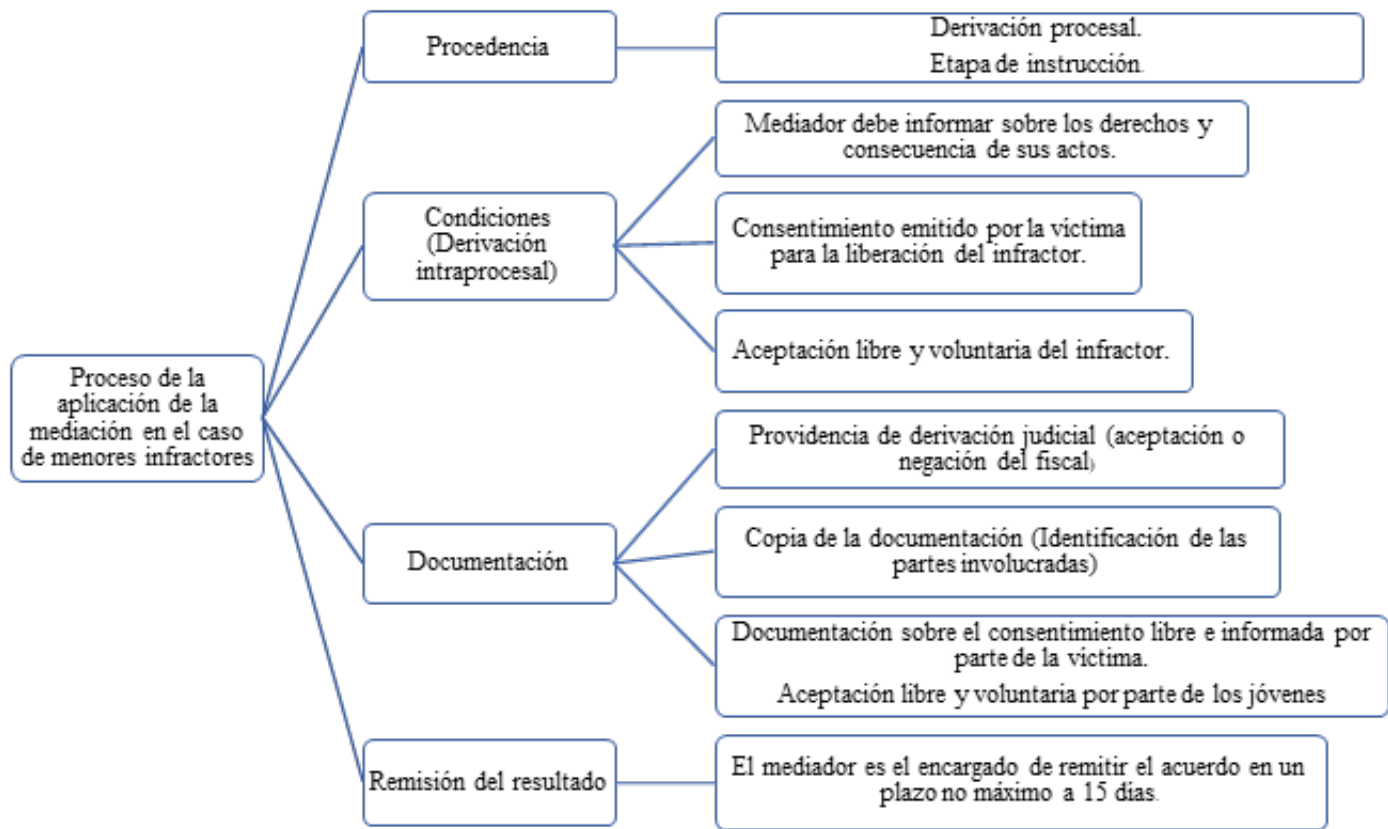 Proceso de la
aplicación de la
mediación en el caso
de menores infractores
Procedencia
Derivación procesal.
Etapa de instrucción.
Condiciones
(Derivación
intraprocesal)
Mediador debe informar sobre los derechos y
consecuencia de sus actos.
Consentimiento emitido por la víctima
para la liberación del infractor.
Aceptación libre y voluntaria del infractor.
Documentación
Providencia de derivación judicial (aceptación o
negación del fiscal)
Copia de la documentación (Identificación de las
partes involucradas)
Documentación sobre el consentimiento libre e informada por
parte de la víctima.
Aceptación libre y voluntaria por parte de los jóvenes
Remisión del resultado
El mediador es el encargado de remitir el acuerdo en un
plazo no máximo a 15 días.